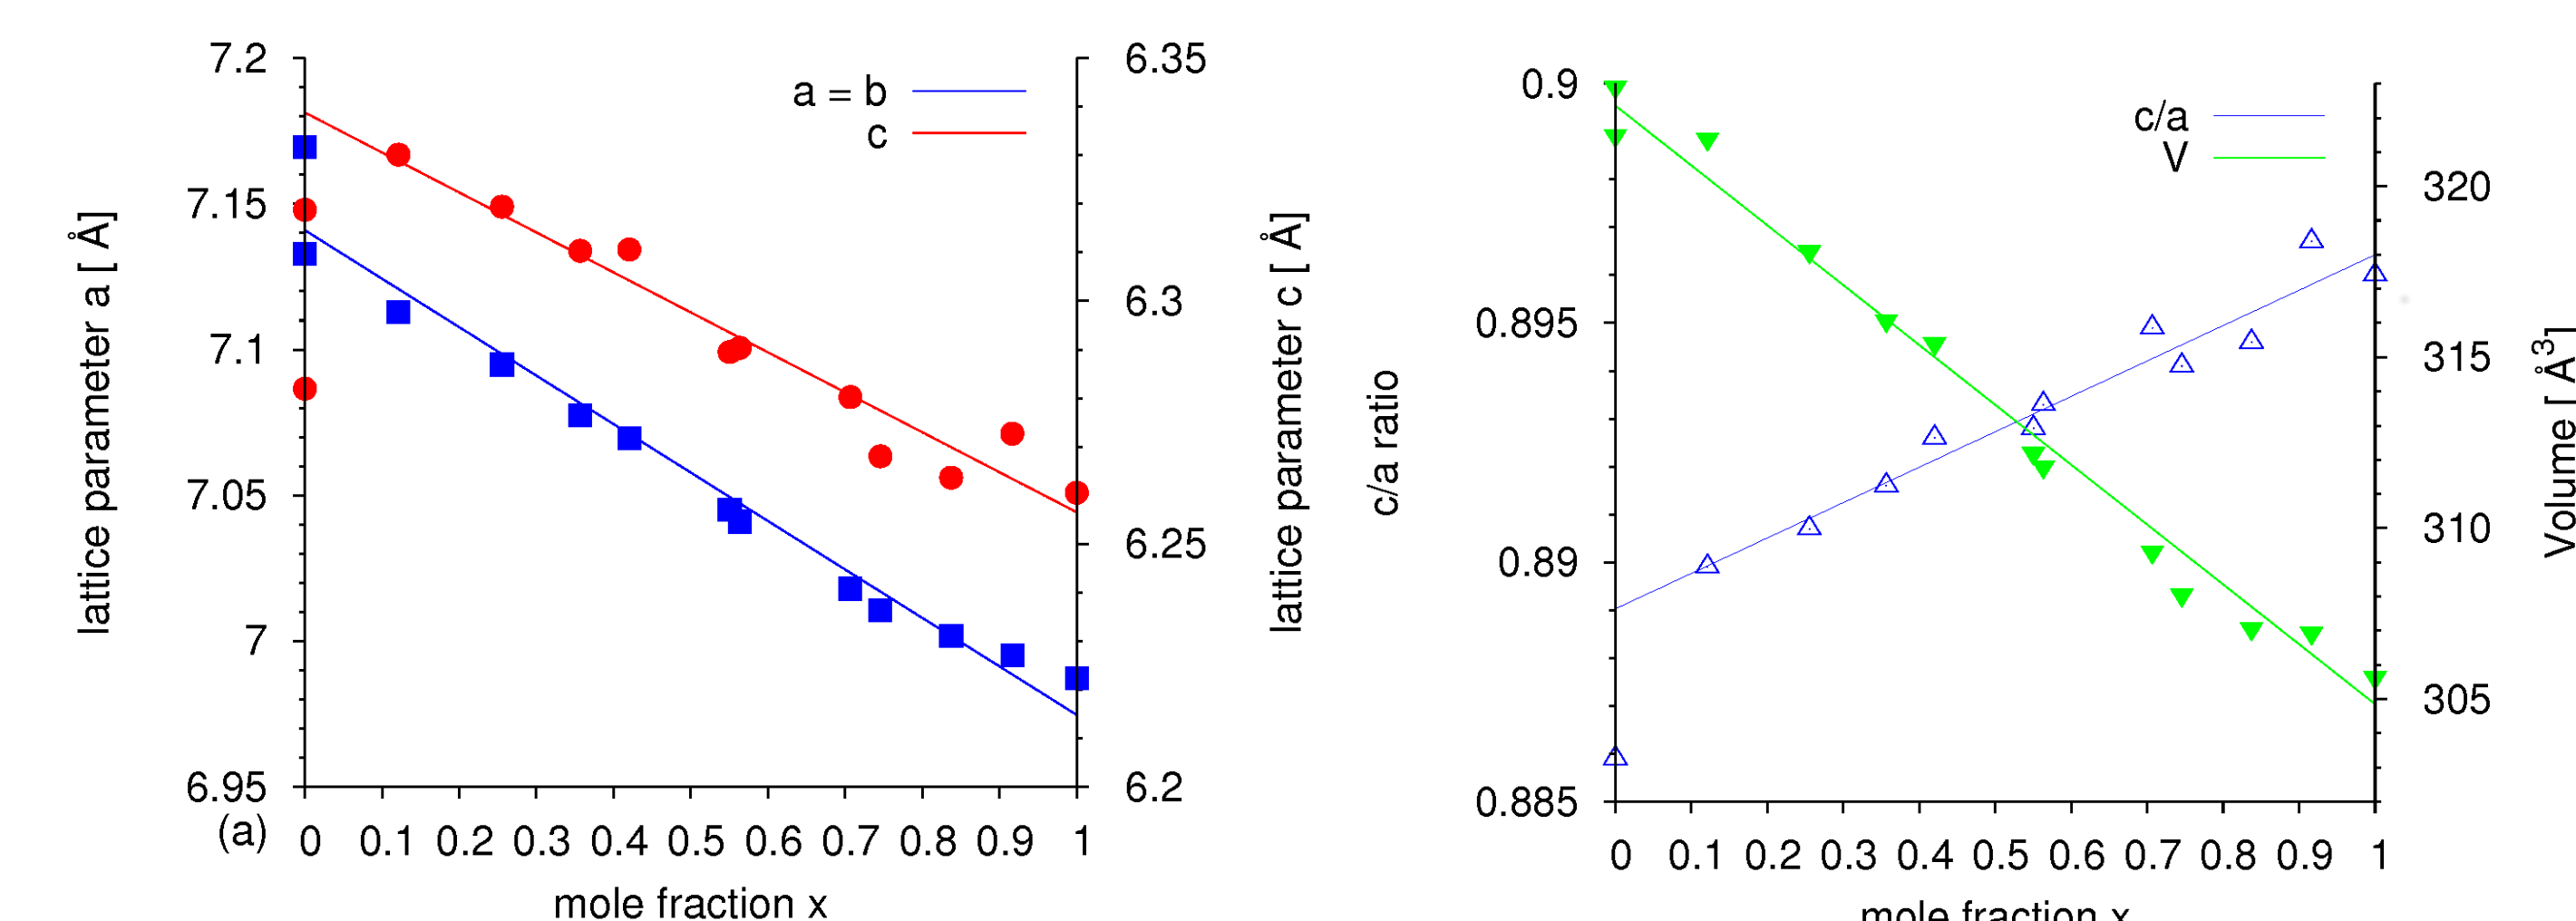 7.2
7.15
7.1
7.05
7
6.95
(a)
lattice parameter a [ Å]
a = b
c
6.35
6.3
6.25
6.2
lattice parameter c [ Å]
0 0.1 0.2 0.3 0.4 0.5 0.6 0.7 0.8 0.9 1
mole fraction x
0.9
0.895
0.89
0.885
c/a ratio
c/a
V
320
315
310
305
Volume [ Å³]
0 0.1 0.2 0.3 0.4 0.5 0.6 0.7 0.8 0.9 1
mole fraction x